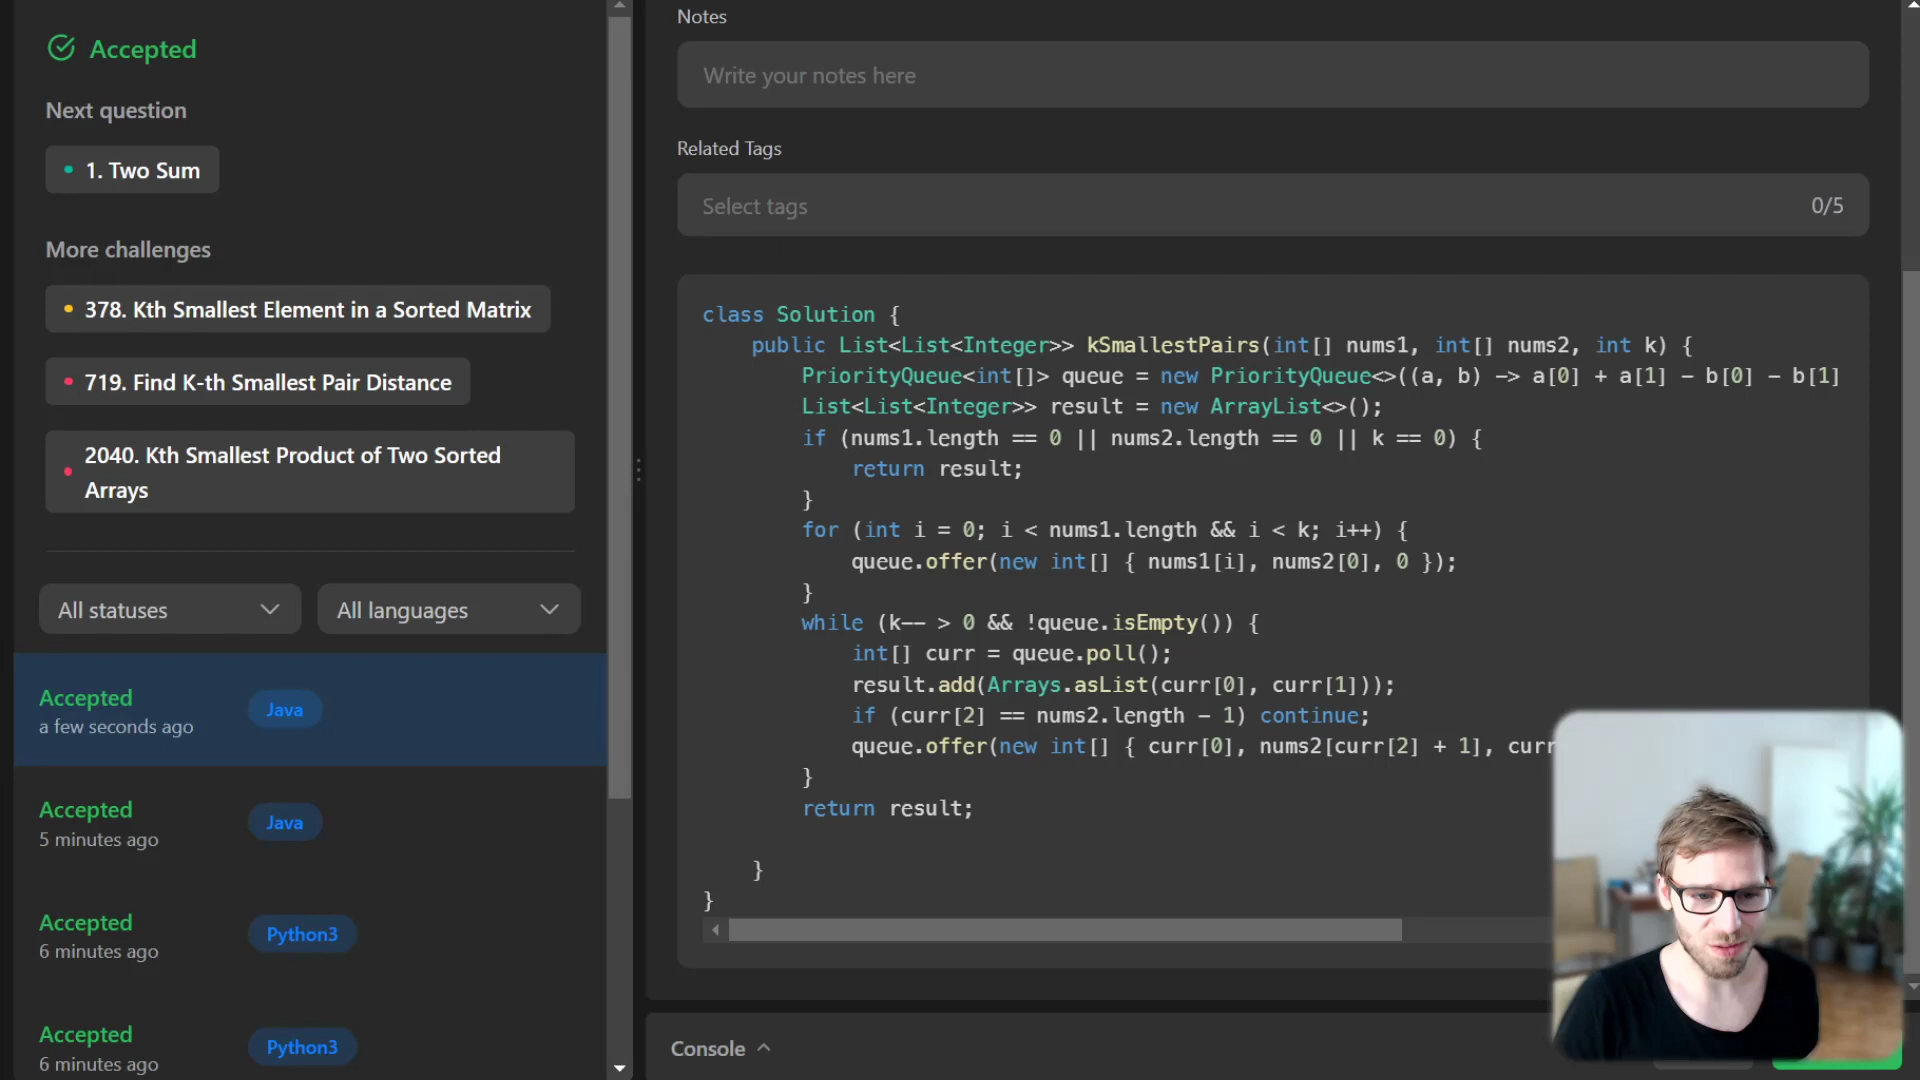 Accepted
Next question
1. Two Sum
More challenges
378. Kth Smallest Element in a Sorted Matrix
719. Find K-th Smallest Pair Distance
2040. Kth Smallest Product of Two Sorted
Arrays
All statuses
All languages
Accepted
Java
a few seconds ago
Accepted
Java
5 minutes ago
Accepted
Python3
6 minutes ago
Accepted
Python3
6 minutes ago
Notes
Write your notes here
Related Tags
Select tags
0/5
class Solution {
public List<List<Integer>> kSmallestPairs(int[] nums1, int[] nums2, int k) {
PriorityQueue<int[]> queue = new PriorityQueue<>((a, b) -> a[0] + a[1] - b[0] - b[1]
List<List<Integer>> result = new ArrayList<>();
if (nums1.length == 0 || nums2.length == 0 || k == 0) {
return result;
}
for (int i = 0; i < nums1.length && i < k; i++) {
queue.offer(new int[] { nums1[i], nums2[0], 0 });
}
while (k-- > 0 && !queue.isEmpty()) {
int[] curr = queue.poll();
result.add(Arrays.asList(curr[0], curr[1]));
if (curr[2] == nums2.length - 1) continue;
queue.offer(new int[] { curr[0], nums2[curr[2] + 1],
}
return result;
}
}
Console